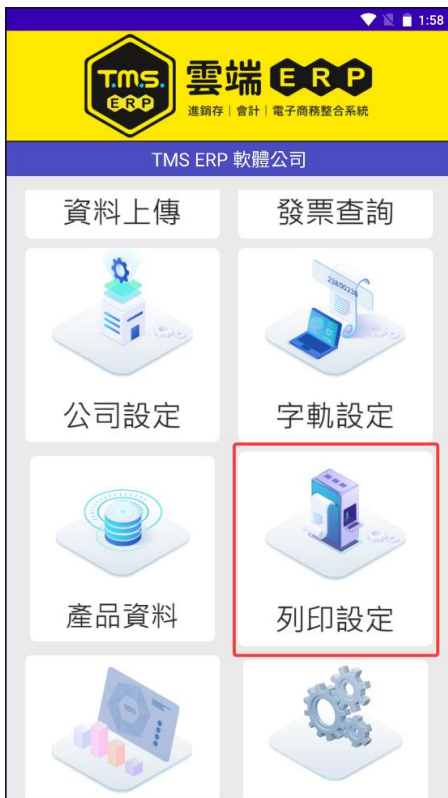 1:58
T.M.S.
ERP
雲端 ERP
進銷存｜會計｜電子商務整合系統
TMS ERP 軟體公司
資料上傳
發票查詢
23800238
公司設定
字軌設定
產品資料
列印設定
99%